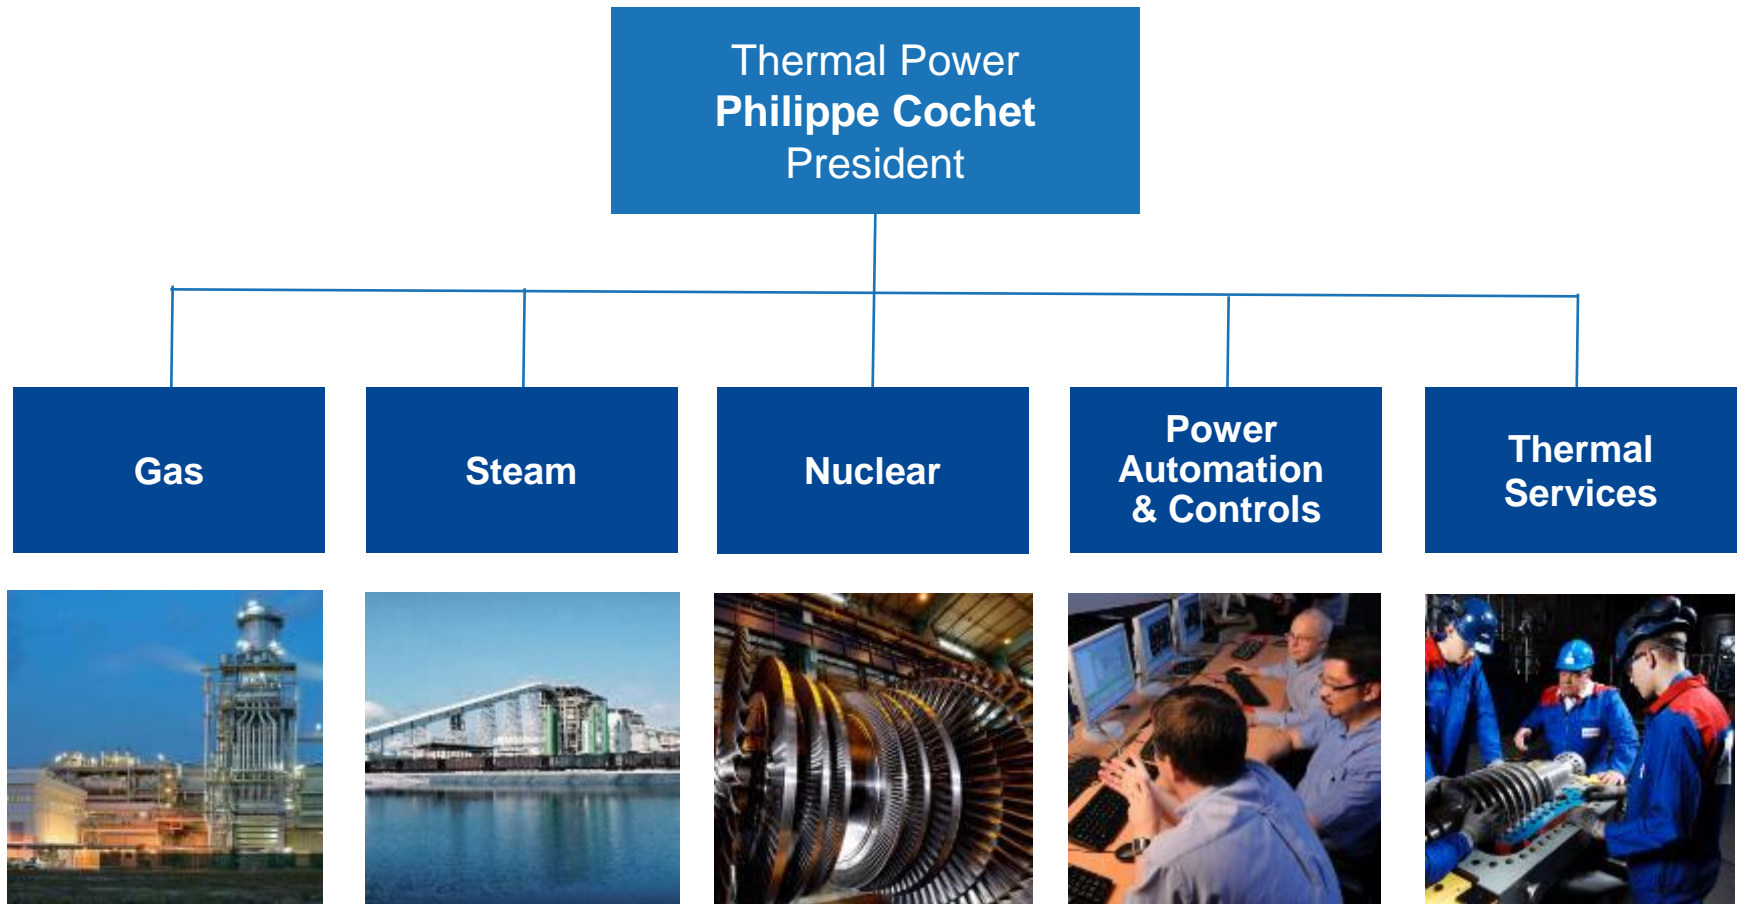 Thermal Power
Philippe Cochet
President
Gas
Steam
Nuclear
Power
Automation
& Controls
Thermal
Services